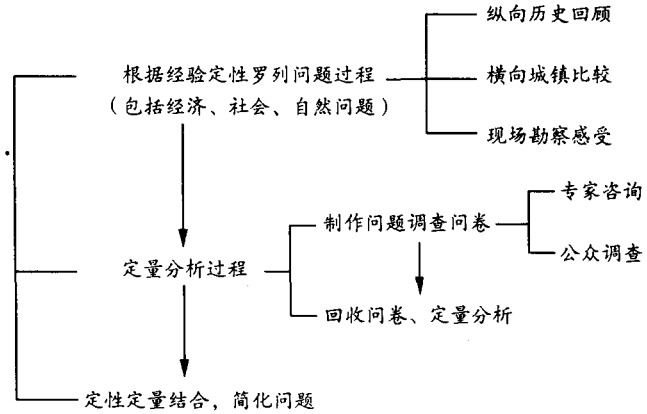 纵向历史回顾
根据经验定性罗列问题过程
横向城镇比较
(包括经济、社会、自然问题)
现场勘察感受
专家咨询
制作问题调查问卷
公众调查
定量分析过程
回收问卷、定量分析
定性定量结合，简化问题